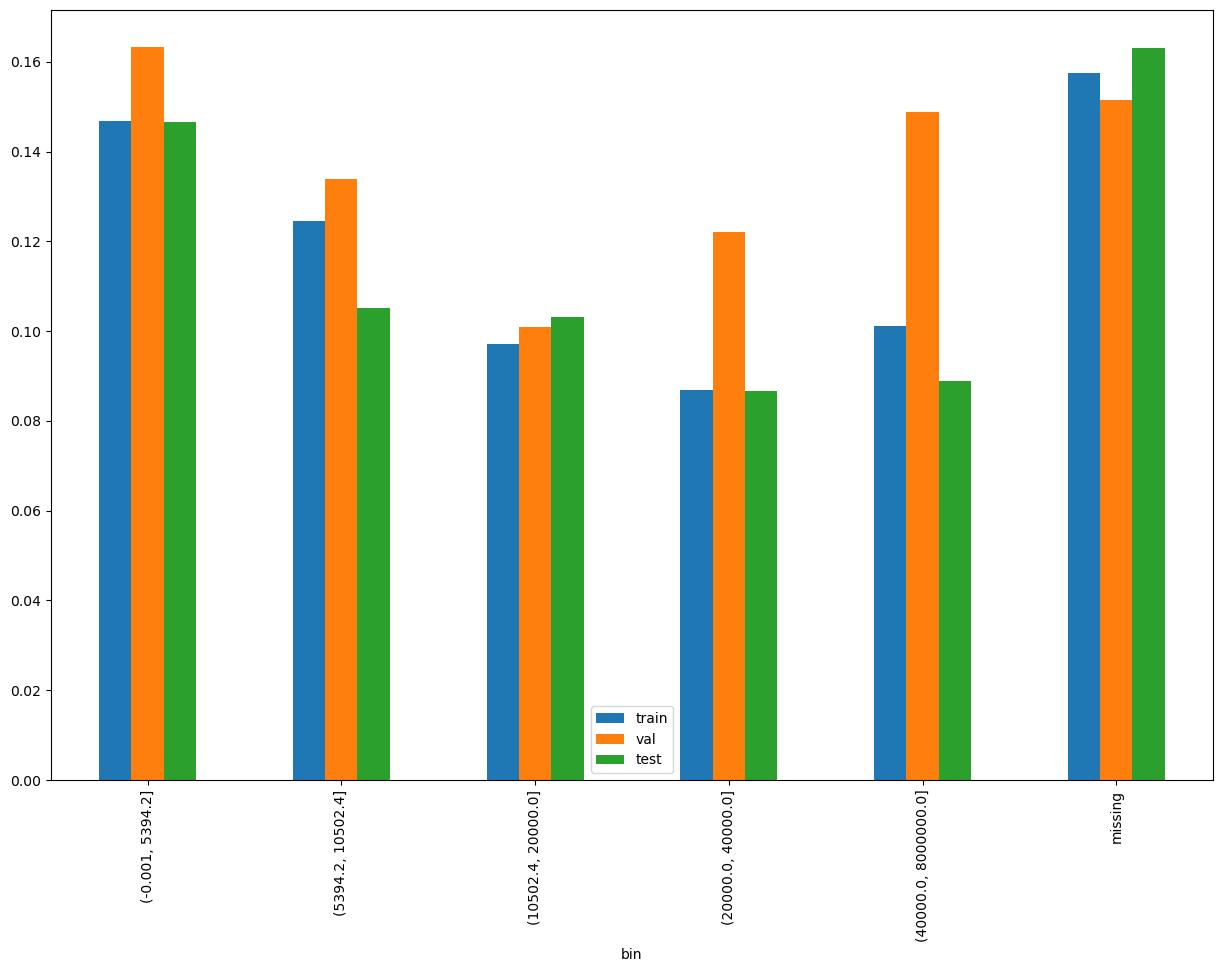 0.16
0.14
0.12
0.10
0.08
0.06
0.04
0.02
0.00
train
val
test
(-0.001, 5394.2]
(5394.2, 10502.4]
(10502.4, 20000.0]
(20000.0, 40000.0]
(40000.0, 8000000.0]
missing
bin